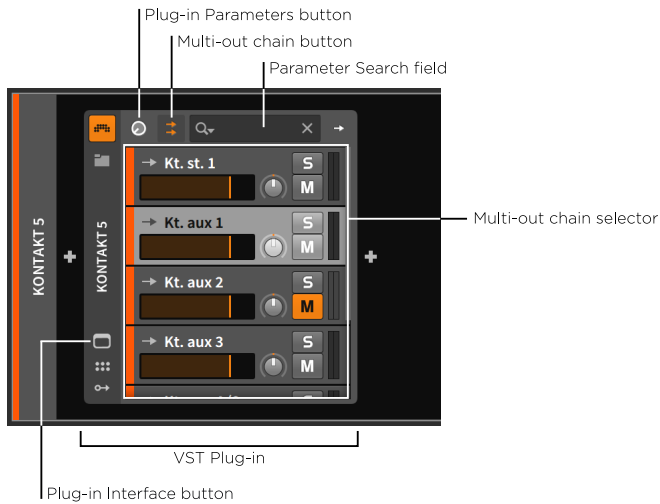 Plug-in Parameters button
Multi-out chain button
Parameter Search field
Kt. st. 1
S
M
Kt. aux 1
S
M
Multi-out chain selector
KONTAKT 5
KONTAKT 5
Kt. aux 2
S
M
Kt. aux 3
S
M
VST Plug-in
Plug-in Interface button